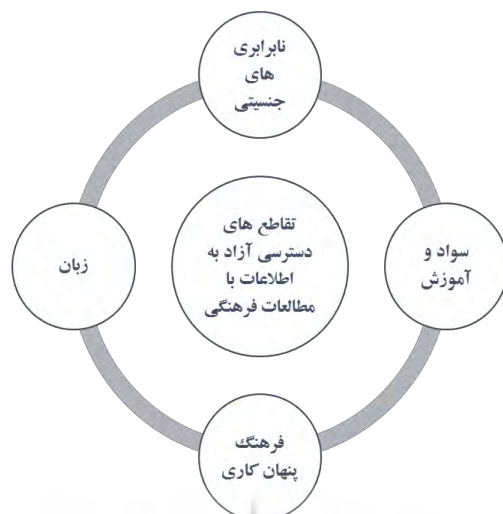 نابرابری
های
جنسیتی
تقاطع های
دسترسی آزاد به
اطلاعات با
مطالعات فرهنگی
سواد و
آموزش
زبان
فرهنگ
پنهان کاری